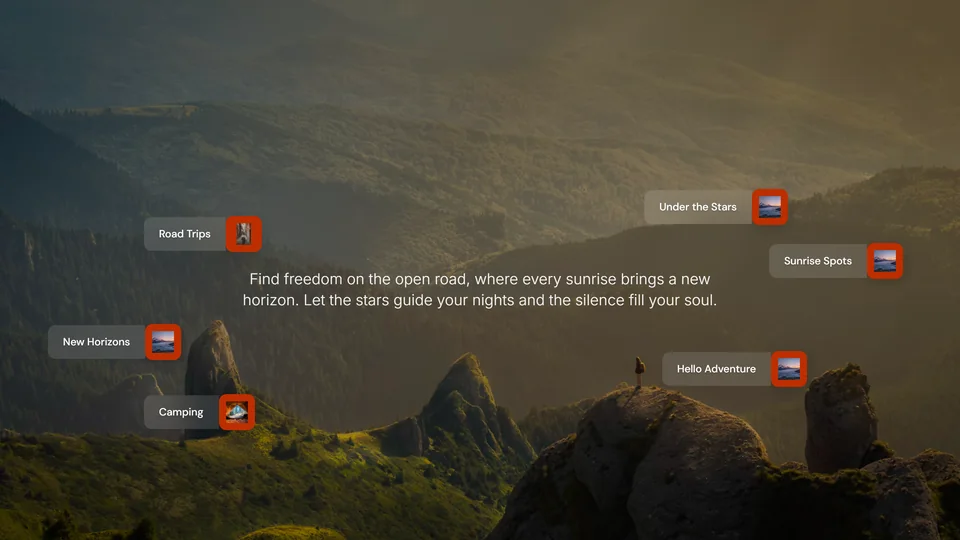 Under the Stars
Road Trips
Sunrise Spots
Find freedom on the open road, where every sunrise brings a new
horizon. Let the stars guide your nights and the silence fill your soul.
New Horizons
Hello Adventure
Camping